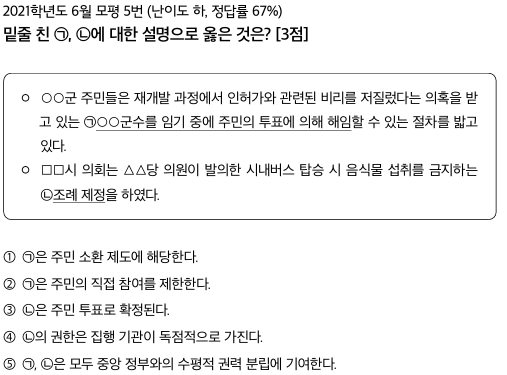 2021학년도 6월 모평 5번 (난이도 하, 정답률 67%)
밑줄 친 ㉠, ㉡에 대한 설명으로 옳은 것은? [3점]
○ ○○군 주민들은 재개발 과정에서 인허가와 관련된 비리를 저질렀다는 의혹을 받
고 있는 ㉠○○군수를 임기 중에 주민의 투표에 의해 해임할 수 있는 절차를 밟고
있다.
○ □□시 의회는 △△당 의원이 발의한 시내버스 탑승 시 음식물 섭취를 금지하는
㉡조례 제정을 하였다.
① ㉠은 주민 소환 제도에 해당한다.
② ㉠은 주민의 직접 참여를 제한한다.
③ ㉡은 주민 투표로 확정된다.
④ ㉡의 권한은 집행 기관이 독점적으로 가진다.
⑤ ㉠, ㉡은 모두 중앙 정부와의 수평적 권력 분립에 기여한다.